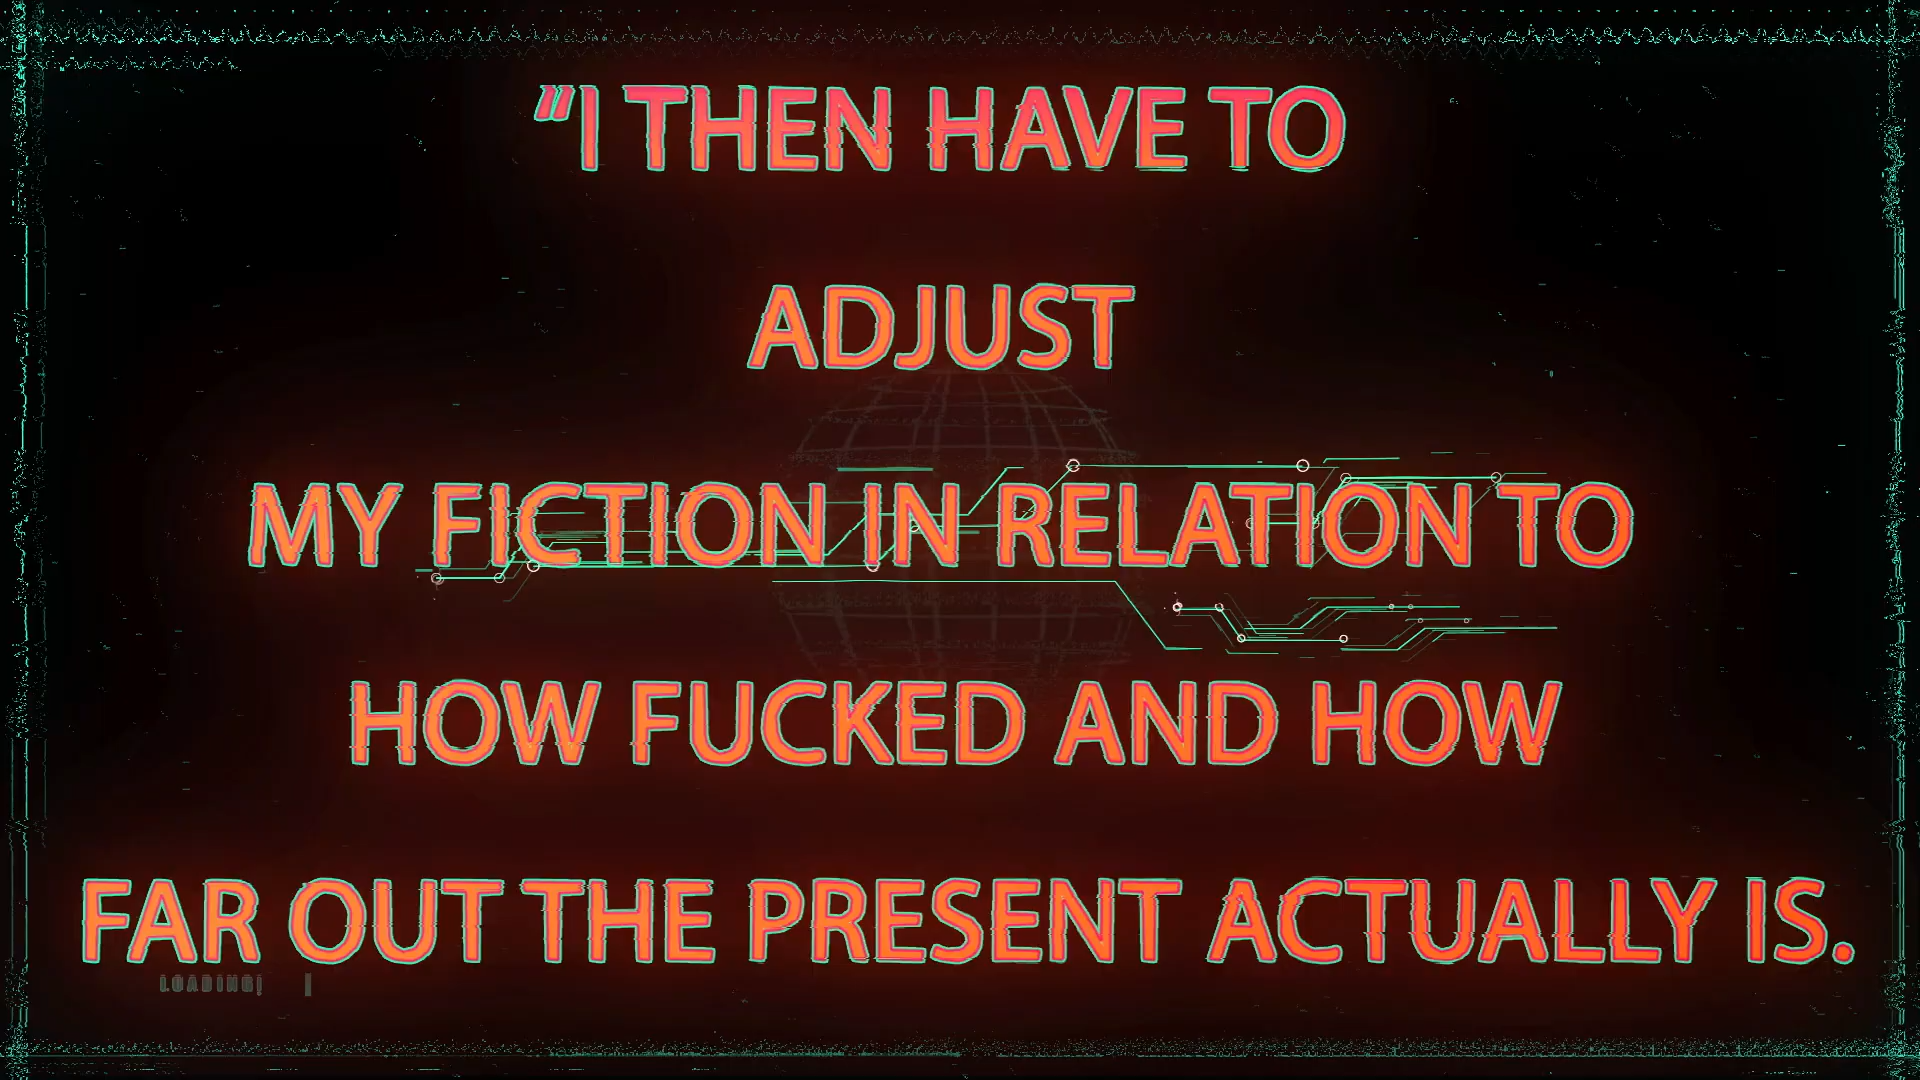 “I THEN HAVE TO
ADJUST
MY FICTION IN RELATION TO
HOW FUCKED AND HOW
FAR OUT THE PRESENT ACTUALLY IS.
LOADING